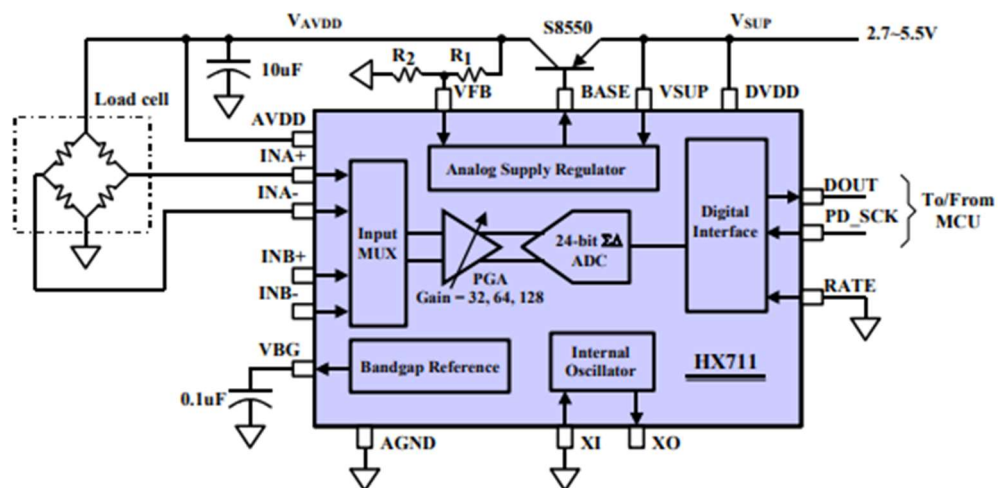 V_AVDD
S8550
V_SUP
2.7~5.5V
10uF
R₂
R₁
VFB
BASE
VSUP
DVDD
Load cell
AVDD
INA+
INA-
INB+
INB-
VBG
0.1uF
Analog Supply Regulator
Input
MUX
PGA
Gain = 32, 64, 128
24-bit ΣΔ
ADC
Digital
Interface
DOUT
PD_SCK
To/From
MCU
RATE
Bandgap Reference
Internal
Oscillator
HX711
AGND
XI
XO